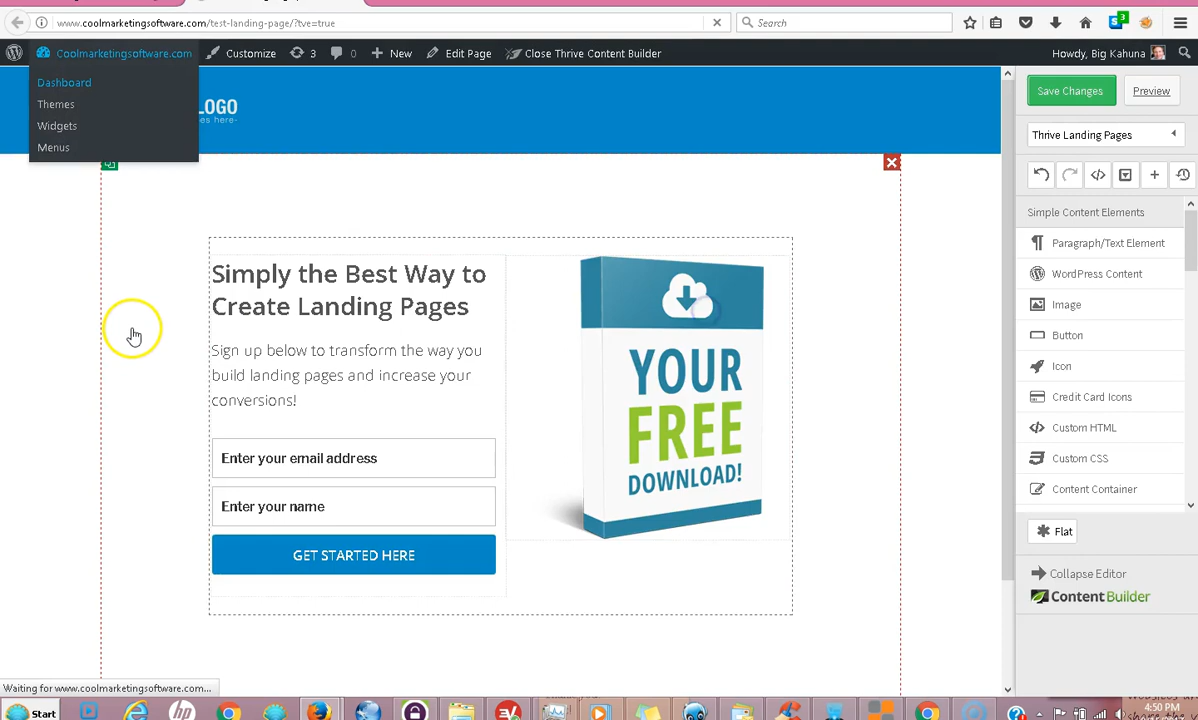 www.coolmarketingsoftware.com/test-landing-page/?tve=true
Search
3
Coolmarketingsoftware.com
Customize
3
0
New
Edit Page
Close Thrive Content Builder
Howdy, Big Kahuna
Dashboard
Themes
Widgets
Menus
LOGO
Save Changes
Preview
Thrive Landing Pages
Simple Content Elements
Paragraph/Text Element
WordPress Content
Image
Button
Icon
Credit Card Icons
Custom HTML
Custom CSS
Content Container
Flat
Collapse Editor
Content Builder
Simply the Best Way to
Create Landing Pages
Sign up below to transform the way you
build landing pages and increase your
conversions!
Enter your email address
Enter your name
GET STARTED HERE
YOUR
FREE
DOWNLOAD!
Waiting for www.coolmarketingsoftware.com...
Start
4:50 PM